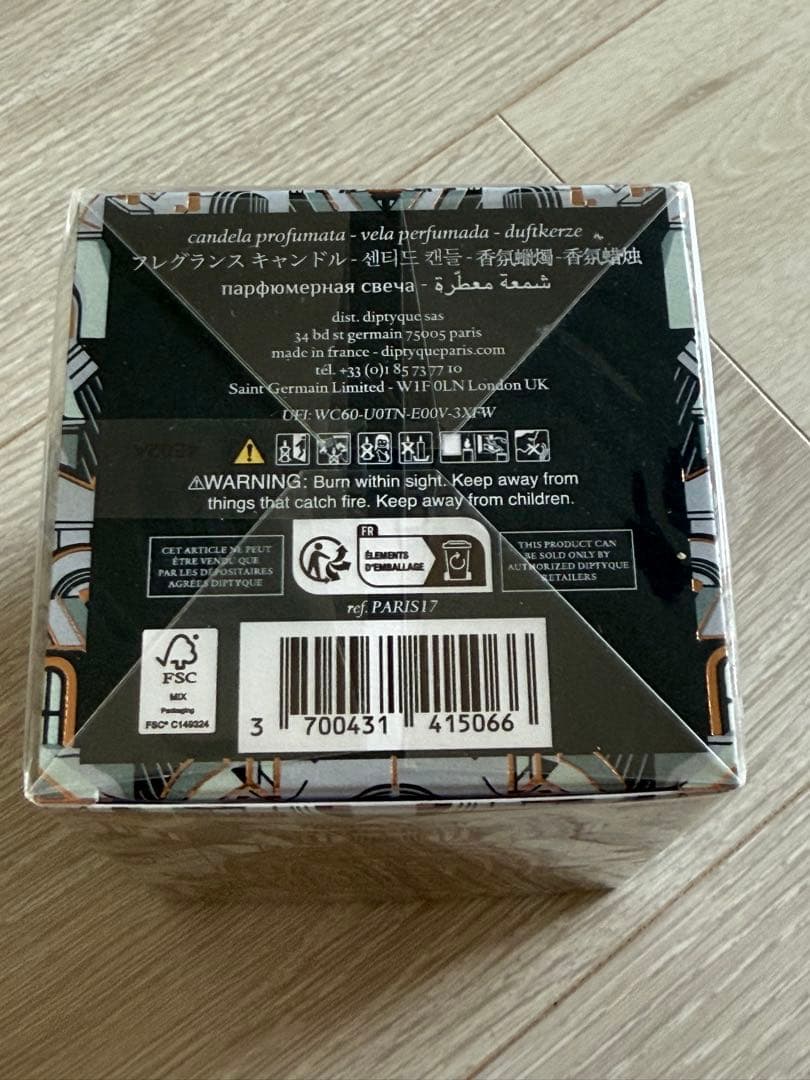 candela profumata - vela perfumada - duftkerze
フレグランス キャンドル - 센티드 캔들 - 香氛蠟燭 - 香氛蜡烛
парфюмерная свеча - شمعة معطّرة
dist. diptyque sas
34 bd st germain 75005 paris
made in france - diptyqueparis.com
tél. +33 (0)1 85 73 77 10
Saint Germain Limited - W1F 0LN London UK
UFI: WC60-U0TN-E00V-3XFW
⚠WARNING: Burn within sight. Keep away from
things that catch fire. Keep away from children.
CET ARTICLE NE PEUT
ÊTRE VENDU QUE
PAR LES DÉPOSITAIRES
AGRÉÉS DIPTYQUE
FR
ÉLÉMENTS
D'EMBALLAGE
THIS PRODUCT CAN
BE SOLD ONLY BY
AUTHORIZED DIPTYQUE
RETAILERS
ref. PARIS17
FSC
MIX
Packaging
FSC® C149324
3 700431 415066